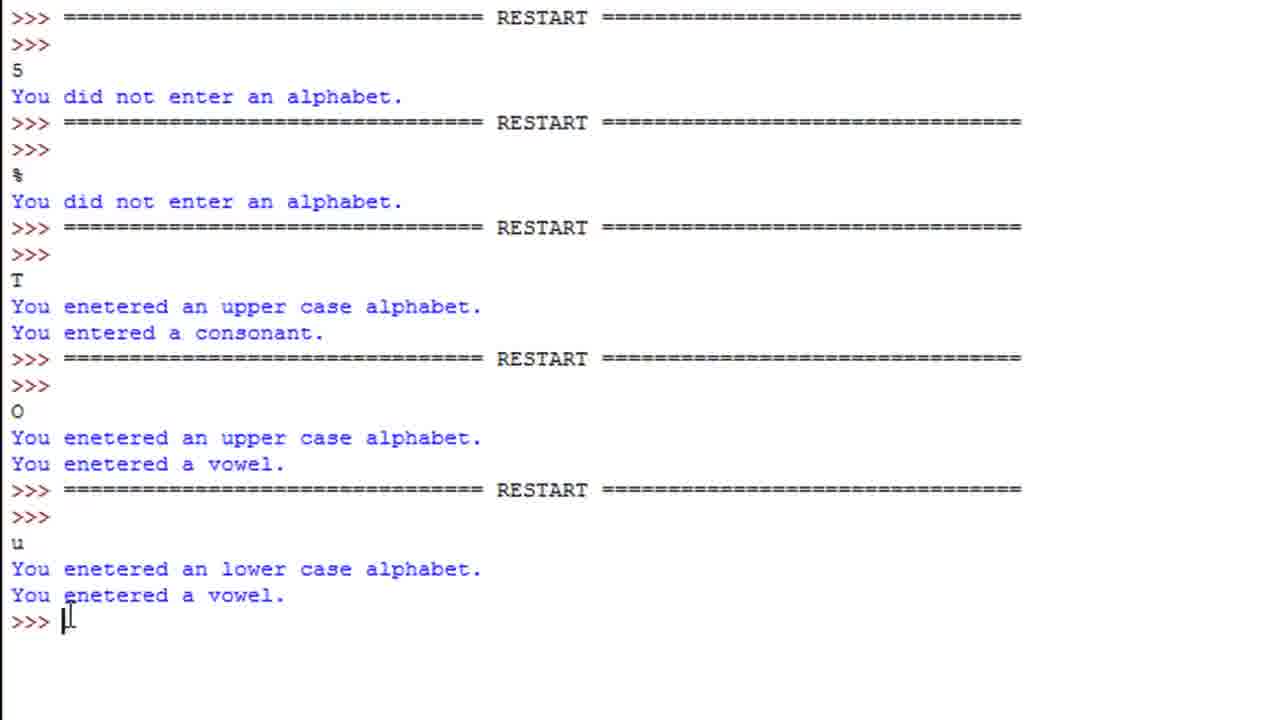 >>> ================================ RESTART ================================
>>>
5
You did not enter an alphabet.
>>> ================================ RESTART ================================
>>>
%
You did not enter an alphabet.
>>> ================================ RESTART ================================
>>>
T
You enetered an upper case alphabet.
You entered a consonant.
>>> ================================ RESTART ================================
>>>
O
You enetered an upper case alphabet.
You enetered a vowel.
>>> ================================ RESTART ================================
>>>
u
You enetered an lower case alphabet.
You enetered a vowel.
>>>